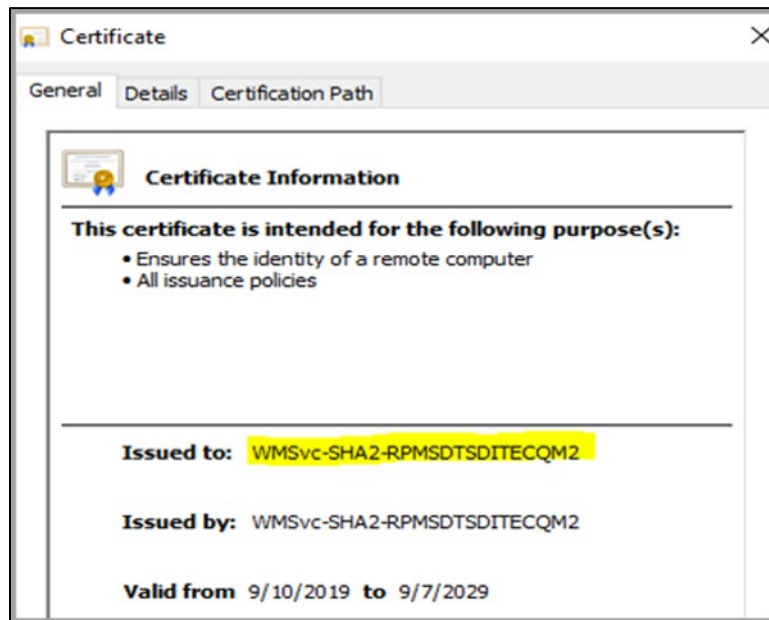 Certificate
General Details Certification Path
Certificate Information
This certificate is intended for the following purpose(s):
• Ensures the identity of a remote computer
• All issuance policies
Issued to: WMSvc-SHA2-RPMSDTSDITECQM2
Issued by: WMSvc-SHA2-RPMSDTSDITECQM2
Valid from 9/10/2019 to 9/7/2029